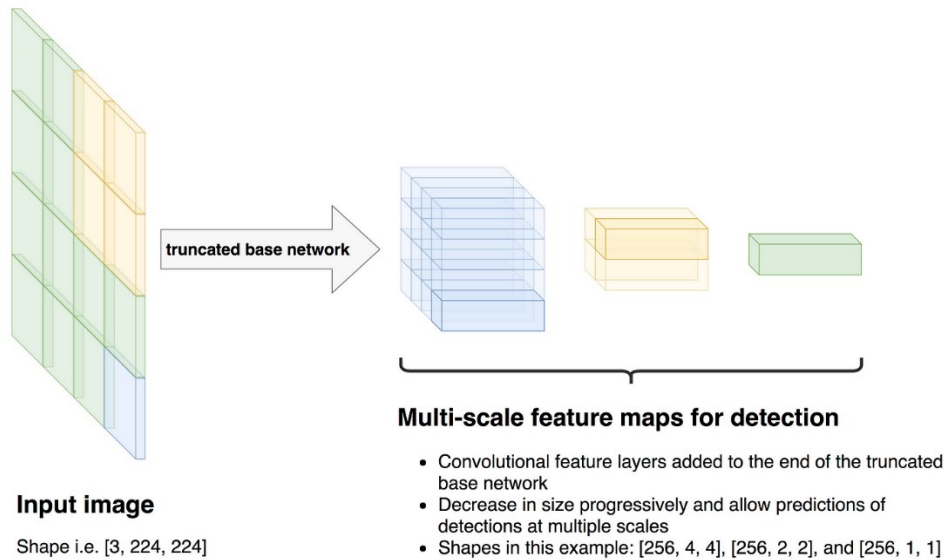 truncated base network
Multi-scale feature maps for detection
• Convolutional feature layers added to the end of the truncated
base network
• Decrease in size progressively and allow predictions of
detections at multiple scales
• Shapes in this example: [256, 4, 4], [256, 2, 2], and [256, 1, 1]
Input image
Shape i.e. [3, 224, 224]